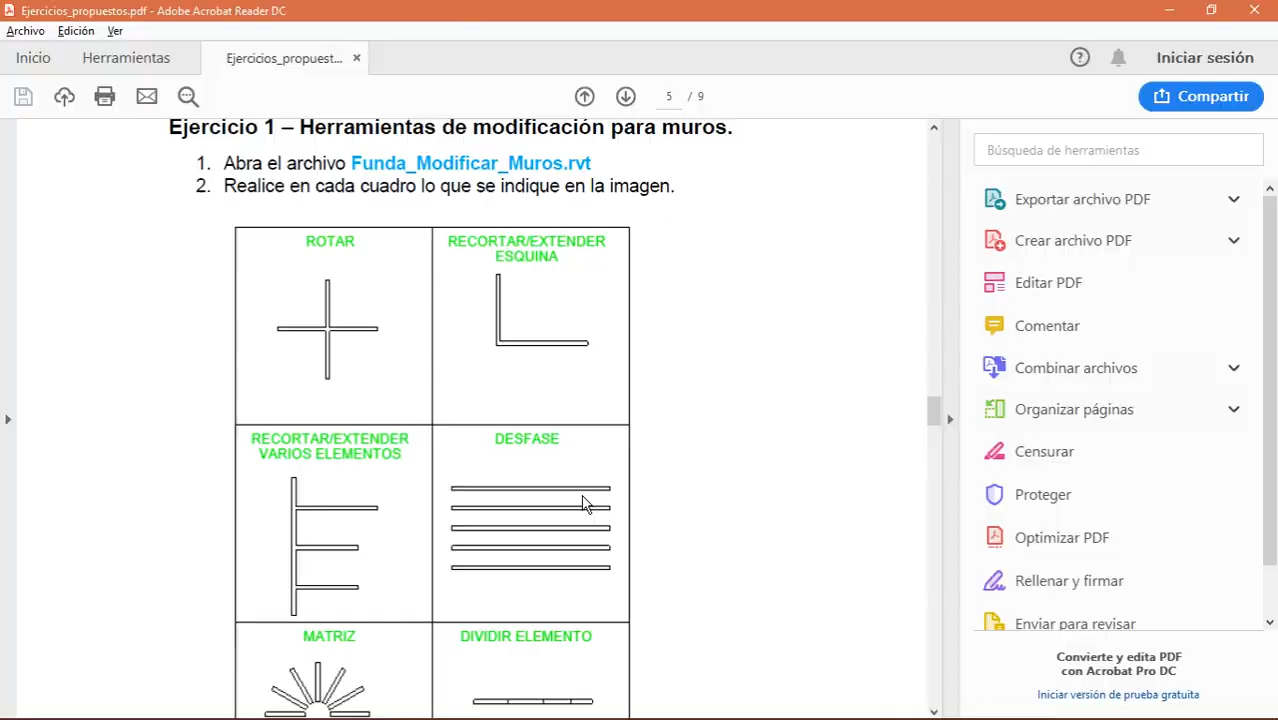 Ejercicios_propuestos.pdf - Adobe Acrobat Reader DC
Archivo Edición Ver
Inicio Herramientas Ejercicios_propuest... × Iniciar sesión
5 / 9 Compartir
Ejercicio 1 – Herramientas de modificación para muros.
1. Abra el archivo Funda_Modificar_Muros.rvt
2. Realice en cada cuadro lo que se indique en la imagen.
ROTAR
RECORTAR/EXTENDER
ESQUINA
RECORTAR/EXTENDER
VARIOS ELEMENTOS
DESFASE
MATRIZ
DIVIDIR ELEMENTO
Búsqueda de herramientas
Exportar archivo PDF
Crear archivo PDF
Editar PDF
Comentar
Combinar archivos
Organizar páginas
Censurar
Proteger
Optimizar PDF
Rellenar y firmar
Enviar para revisar
Convierte y edita PDF
con Acrobat Pro DC
Iniciar versión de prueba gratuita